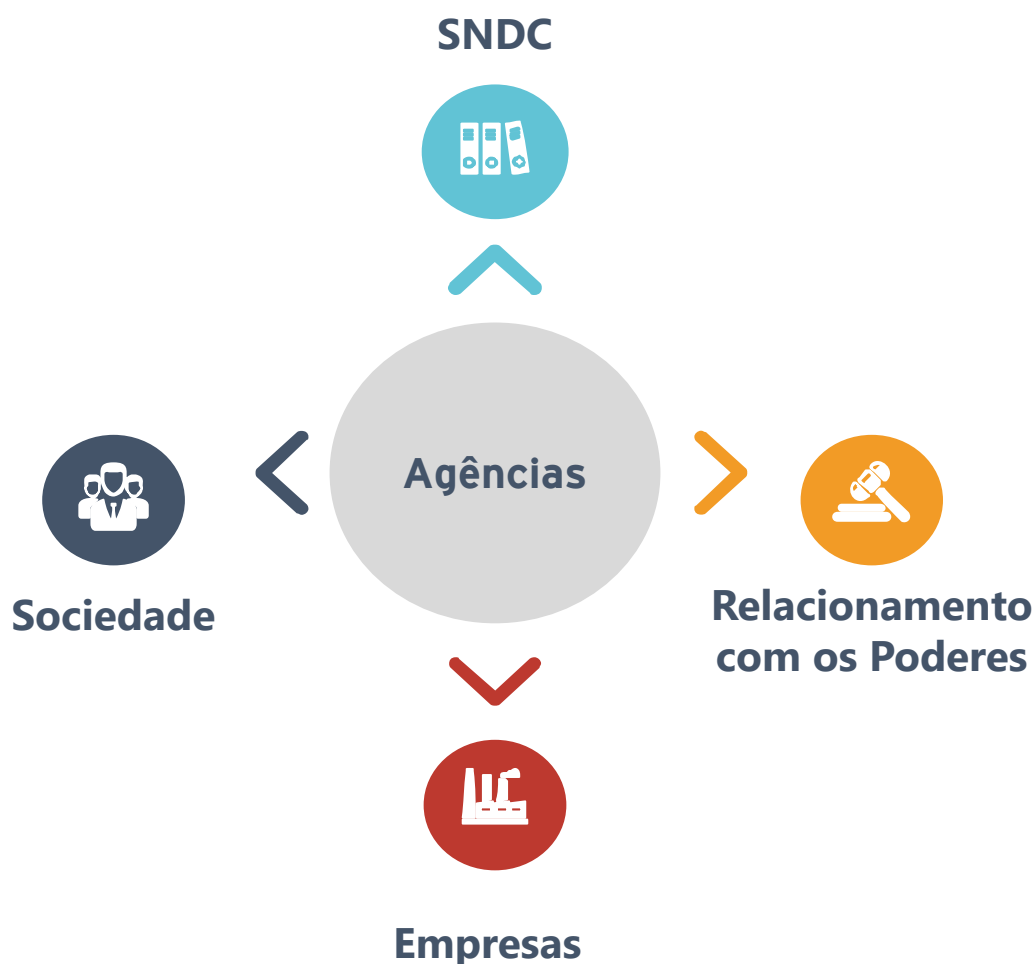 SNDC
Agências
Sociedade
Relacionamento
com os Poderes
Empresas